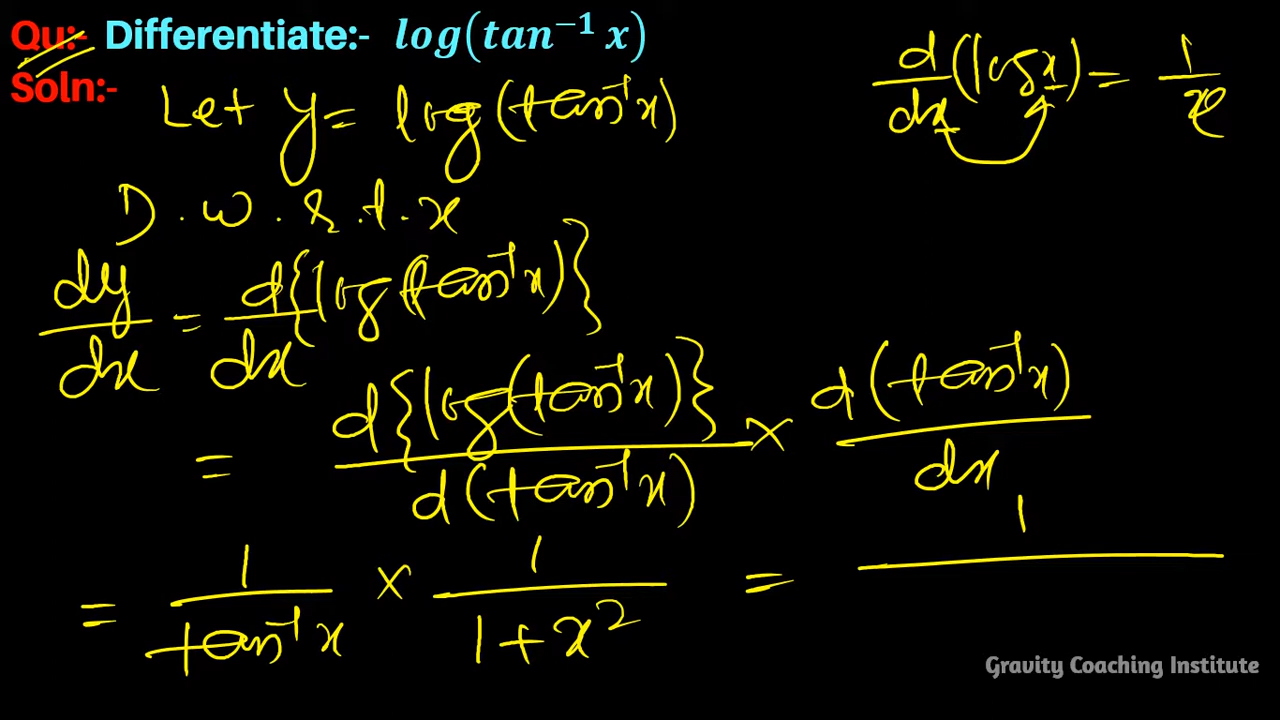 Qu:- Differentiate:- log(tan⁻¹ x)
Soln:-
d/dx (log x) = 1/x
Let y = log (tan⁻¹x)
D.w.r.t.x
dy/dx = d/dx {log (tan⁻¹x)}
= d{log(tan⁻¹x)}/d(tan⁻¹x) × d(tan⁻¹x)/dx
= 1/tan⁻¹x × 1/1+x² = 1/
Gravity Coaching Institute